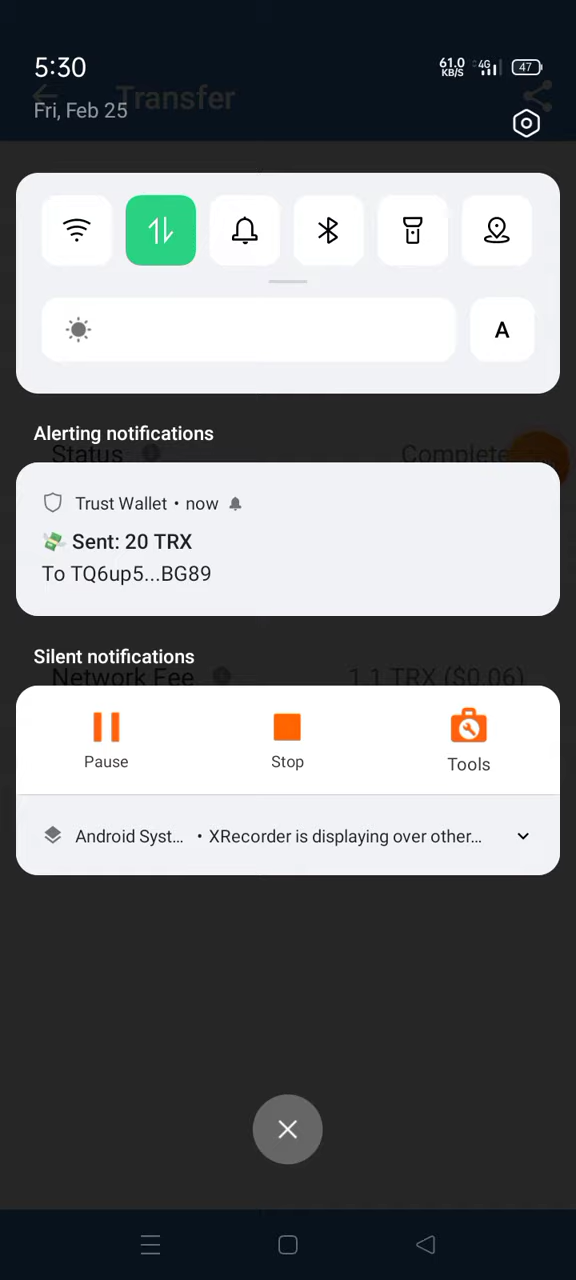 5:30
61.0 KB/S 4G 47
Transfer
Fri, Feb 25
A
Alerting notifications
Status
Complete
Trust Wallet • now
💸 Sent: 20 TRX
To TQ6up5...BG89
Silent notifications
Network Fee
1.1 TRX ($0.06)
Pause
Stop
Tools
Android Syst... • XRecorder is displaying over other...